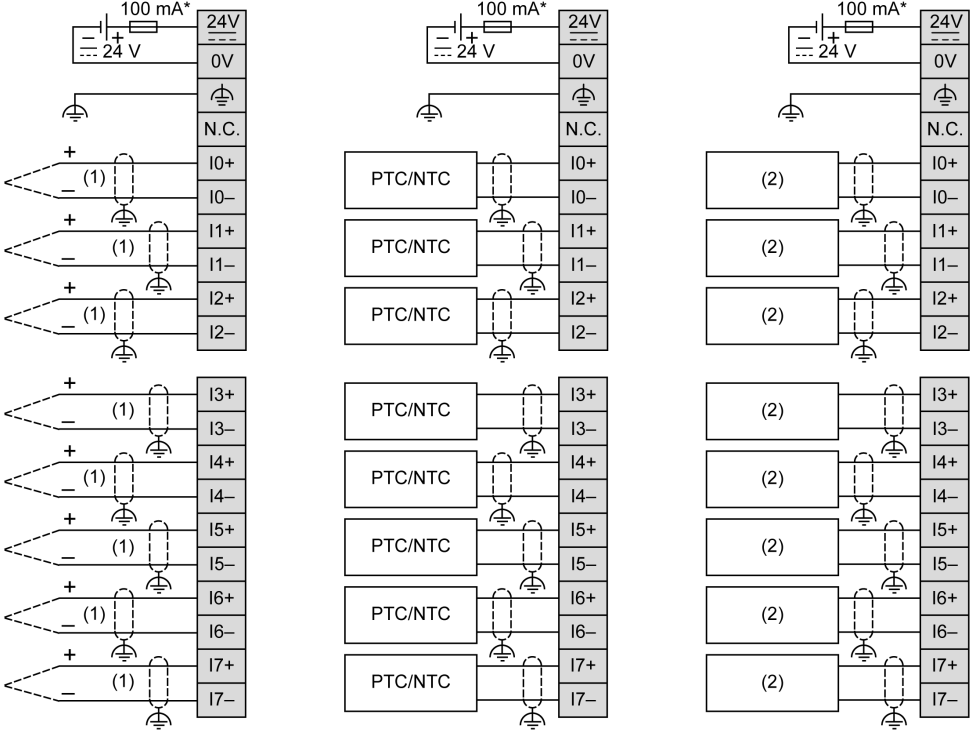 100 mA* 24V
– + 24 V 0V
N.C.
+ (1) I0+
– I0–
+ (1) I1+
– I1–
+ (1) I2+
– I2–
+ (1) I3+
– I3–
+ (1) I4+
– I4–
+ (1) I5+
– I5–
+ (1) I6+
– I6–
+ (1) I7+
– I7–
100 mA* 24V
– + 24 V 0V
N.C.
PTC/NTC I0+
I0–
PTC/NTC I1+
I1–
PTC/NTC I2+
I2–
PTC/NTC I3+
I3–
PTC/NTC I4+
I4–
PTC/NTC I5+
I5–
PTC/NTC I6+
I6–
PTC/NTC I7+
I7–
100 mA* 24V
– + 24 V 0V
N.C.
(2) I0+
I0–
(2) I1+
I1–
(2) I2+
I2–
(2) I3+
I3–
(2) I4+
I4–
(2) I5+
I5–
(2) I6+
I6–
(2) I7+
I7–